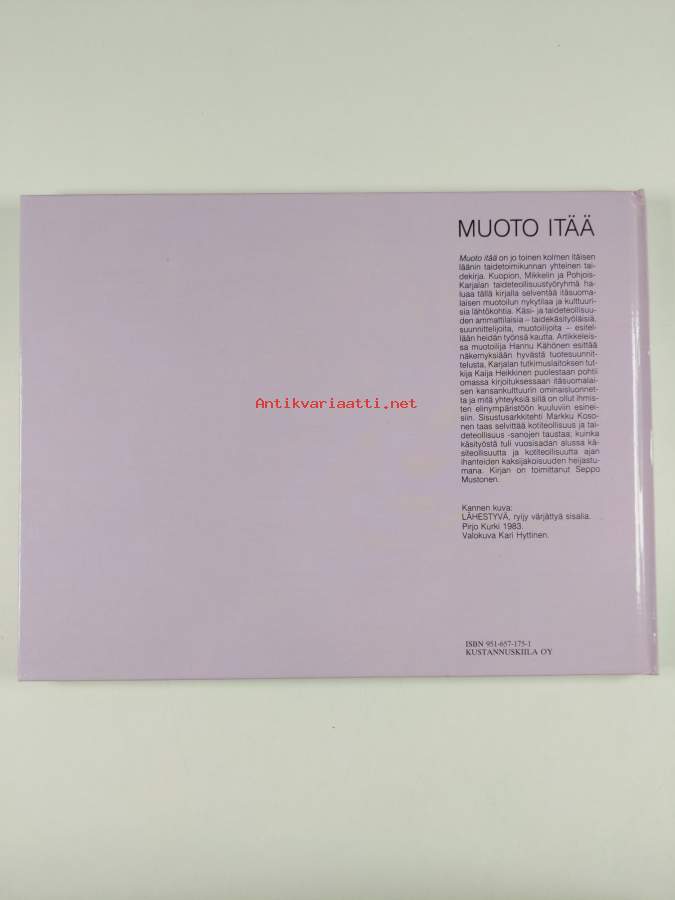 MUOTO ITÄÄ
Muoto itää on jo toinen kolmen itäisen
läänin taidetoimikunnan yhteinen tai-
dekirja. Kuopion, Mikkelin ja Pohjois-
Karjalan taideteollisuustyöryhmä ha-
luaa tällä kirjalla selventää itäsuoma-
laisen muotoilun nykytilaa ja kulttuuri-
sia lähtökohtia. Käsi- ja taideteollisuu-
den ammattilaisia – taidekäsityöläisiä,
suunnittelijoita, muotoilijoita – esitel-
lään heidän työnsä kautta. Artikkeleis-
sa muotoilija Hannu Kähönen esittää
näkemyksiään hyvästä tuotesuunnit-
telusta, Karjalan tutkimuslaitoksen tut-
kija Kaija Heikkinen puolestaan pohtii
omassa kirjoituksessaan itäsuomalai-
sen kansankulttuurin ominaisluonnet-
ta ja mitä yhteyksiä sillä on ollut ihmis-
ten elinympäristöön kuuluviin esinei-
siin. Sisustusarkkitehti Markku Koso-
nen taas selvittää kotiteollisuus ja tai-
deteollisuus -sanojen taustaa; kuinka
käsityöstä tuli vuosisadan alussa kä-
siteollisuutta ja kotiteollisuutta ajan
ihanteiden kaksijakoisuuden heijastu-
mana. Kirjan on toimittanut Seppo
Mustonen.
Antikvariaatti.net
Kannen kuva:
LÄHESTYVÄ, ryijy värjättyä sisalia.
Pirjo Kurki 1983.
Valokuva Kari Hyttinen.
ISBN 951-657-175-1
KUSTANNUSKIILA OY